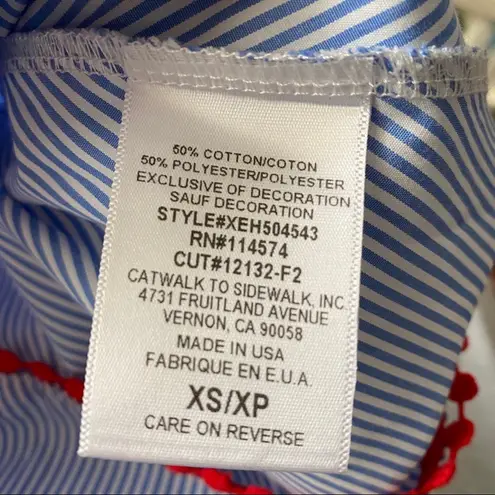 50% COTTON/COTON
50% POLYESTER/POLYESTER
EXCLUSIVE OF DECORATION
SAUF DECORATION
STYLE#XEH504543
RN#114574
CUT#12132-F2
CATWALK TO SIDEWALK, INC
4731 FRUITLAND AVENUE
VERNON, CA 90058
MADE IN USA
FABRIQUE EN E.U.A.
XS/XP
CARE ON REVERSE